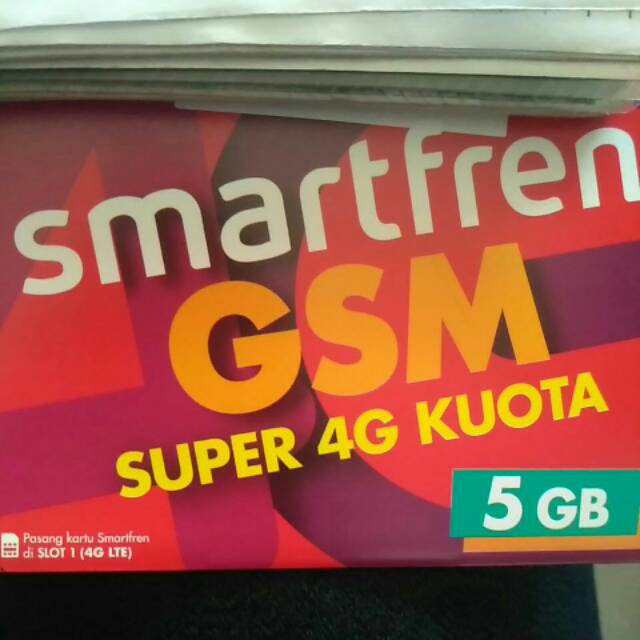 smartfren
GSM
SUPER 4G KUOTA
5 GB
Pasang kartu Smartfren
di SLOT 1 (4G LTE)